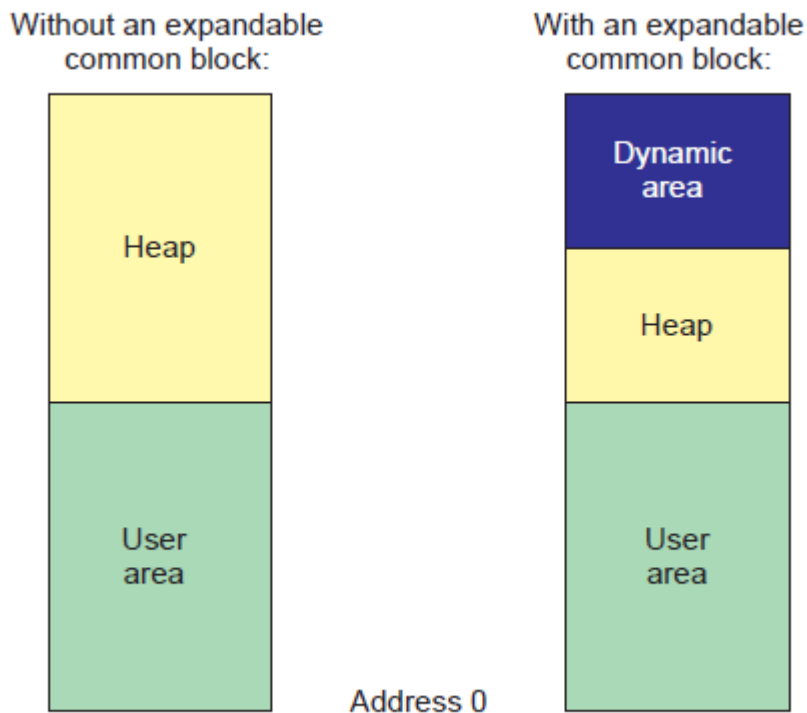 Without an expandable
common block:
Heap
User
area
With an expandable
common block:
Dynamic
area
Heap
User
area
Address 0